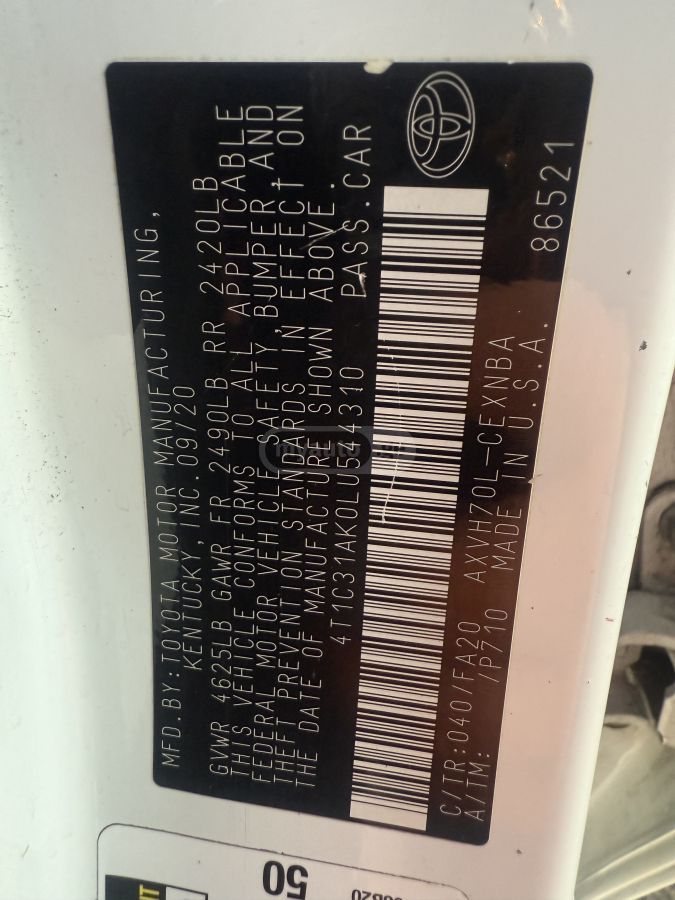 MFD.BY:TOYOTA MOTOR MANUFACTURING,
KENTUCKY, INC.09/20
GVWR 4625LB GAWR FR 2490LB RR 2420LB
THIS VEHICLE CONFORMS TO ALL APPLICABLE
FEDERAL MOTOR VEHICLE SAFETY, BUMPER, AND
THEFT PREVENTION STANDARDS IN EFFECT ON
THE DATE OF MANUFACTURE SHOWN ABOVE.
4T1C31AK0LU544310 PASS.CAR
C/TR:040/FA20 AXVH70L-CEXNBA
A/TM: /P710 MADE IN U.S.A. 86521
50